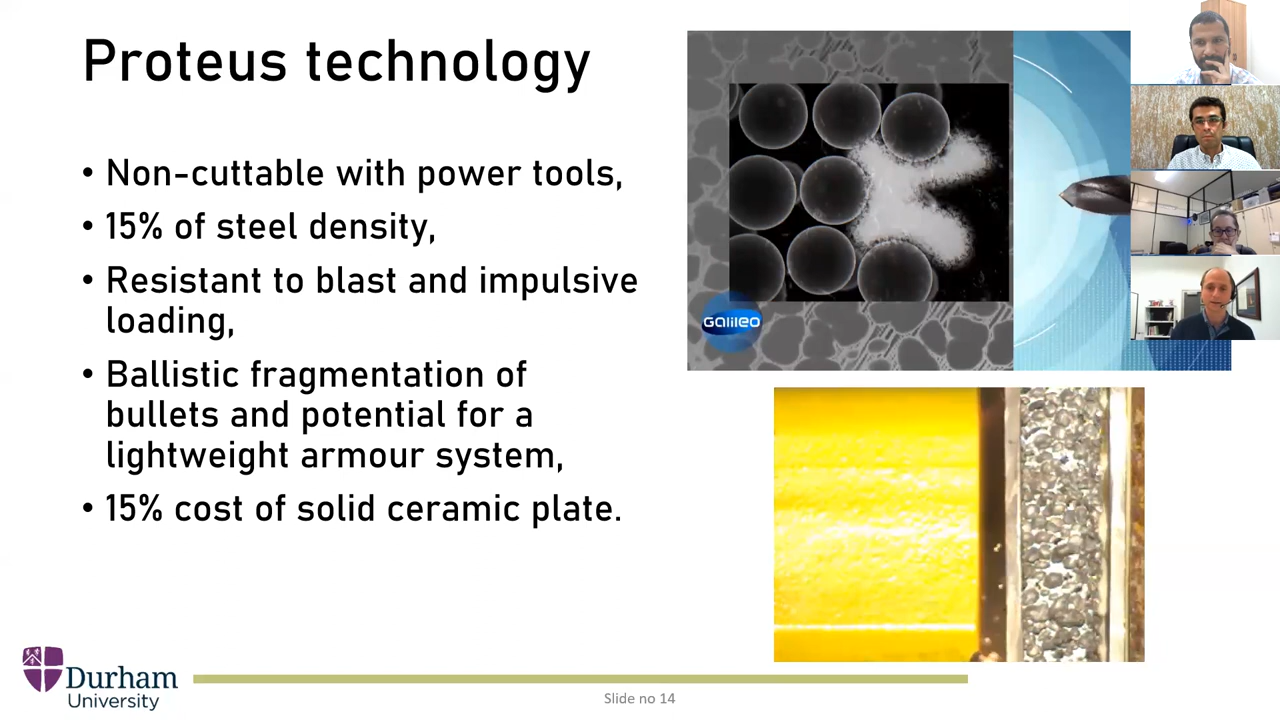 Proteus technology
• Non-cuttable with power tools,
• 15% of steel density,
• Resistant to blast and impulsive
loading,
• Ballistic fragmentation of
bullets and potential for a
lightweight armour system,
• 15% cost of solid ceramic plate.
Galileo
Durham
University
Slide no 14